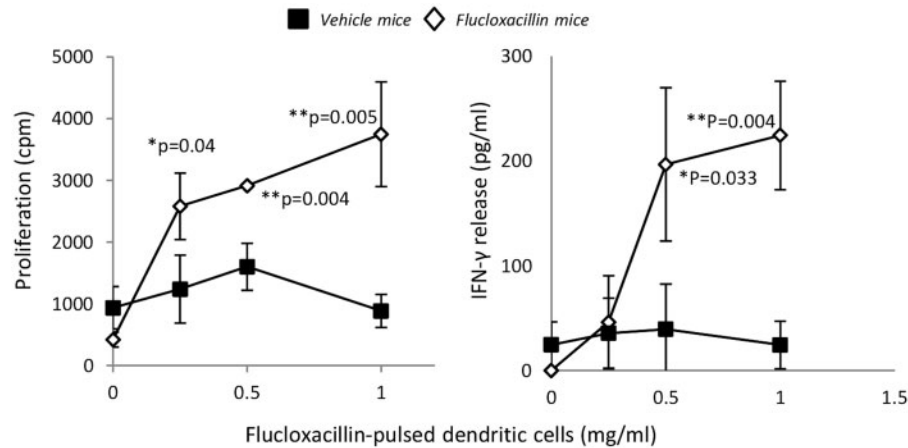 Vehicle mice Flucloxacillin mice
Proliferation (cpm)
5000
4000
3000
2000
1000
0
*p=0.04
**p=0.005
**p=0.004
0 0.5 1
IFN-γ release (pg/ml)
300
200
100
0
**P=0.004
*P=0.033
0 0.5 1 1.5
Flucloxacillin-pulsed dendritic cells (mg/ml)